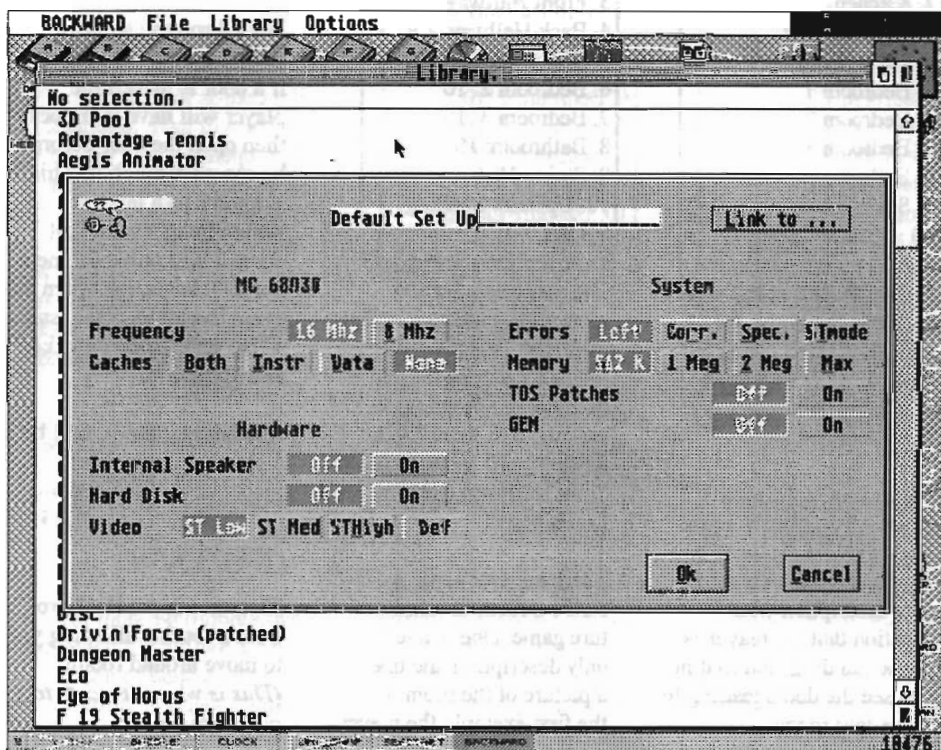 BACKWARD File Library Options
Library.
No selection.
3D Pool
Advantage Tennis
Aegis Animator
Default Set Up
Link to ...
MC 68030
System
Frequency 16 Mhz 8 Mhz
Errors Left Corr. Spec. STmode
Caches Both Instr Data None
Memory 512 K 1 Meg 2 Meg Max
TOS Patches Off On
Hardware
GEM Off On
Internal Speaker Off On
Hard Disk Off On
Video ST Low ST Med STHigh Def
Ok Cancel
Disc
Drivin'Force (patched)
Dungeon Master
Eco
Eye of Horus
F 19 Stealth Fighter
CLOCK BACKWARD